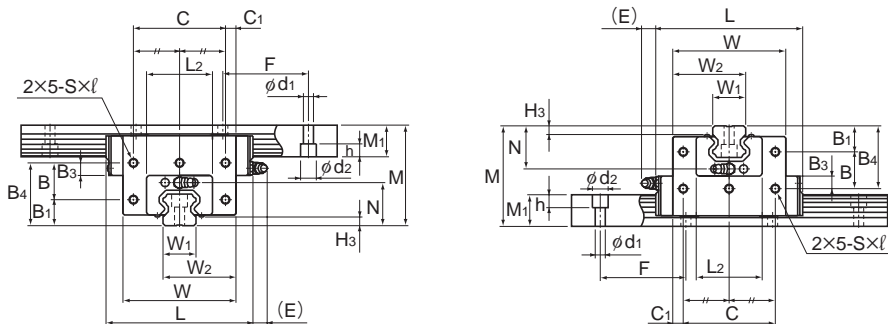 C C1
L2 F
φd1
2×5-S×ℓ
M1
h
M
B3
B
B4
B1
φd2
N
H3
W1
W2
W
L (E)
(E) L
W
W2
W1
H3
N
M
M1
h
φd2
φd1
B1
B4
B3
B
2×5-S×ℓ
F L2
C1 C